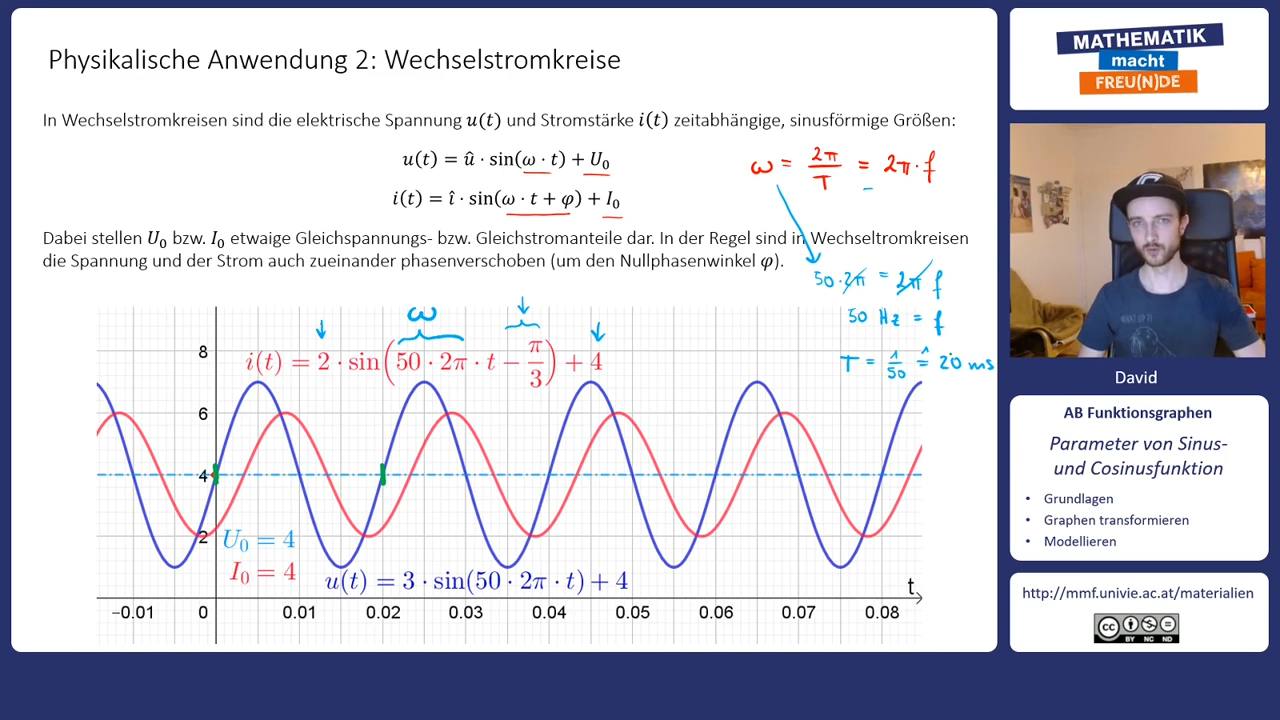 Physikalische Anwendung 2: Wechselstromkreise
In Wechselstromkreisen sind die elektrische Spannung u(t) und Stromstärke i(t) zeitabhängige, sinusförmige Größen:
u(t) = û · sin(ω · t) + U₀
i(t) = î · sin(ω · t + φ) + I₀
ω = 2π/T = 2π·f
Dabei stellen U₀ bzw. I₀ etwaige Gleichspannungs- bzw. Gleichstromanteile dar. In der Regel sind in Wechseltromkreisen
die Spannung und der Strom auch zueinander phasenverschoben (um den Nullphasenwinkel φ).
50·2π = 2π f
50 Hz = f
T = 1/50 ≙ 20 ms
ω
i(t) = 2 · sin(50 · 2π · t − π/3) + 4
8
6
4
2
U₀ = 4
I₀ = 4
u(t) = 3 · sin(50 · 2π · t) + 4
t
−0.01 0 0.01 0.02 0.03 0.04 0.05 0.06 0.07 0.08
MATHEMATIK
macht
FREU(N)DE
David
AB Funktionsgraphen
Parameter von Sinus-
und Cosinusfunktion
• Grundlagen
• Graphen transformieren
• Modellieren
http://mmf.univie.ac.at/materialien
cc
BY NC ND